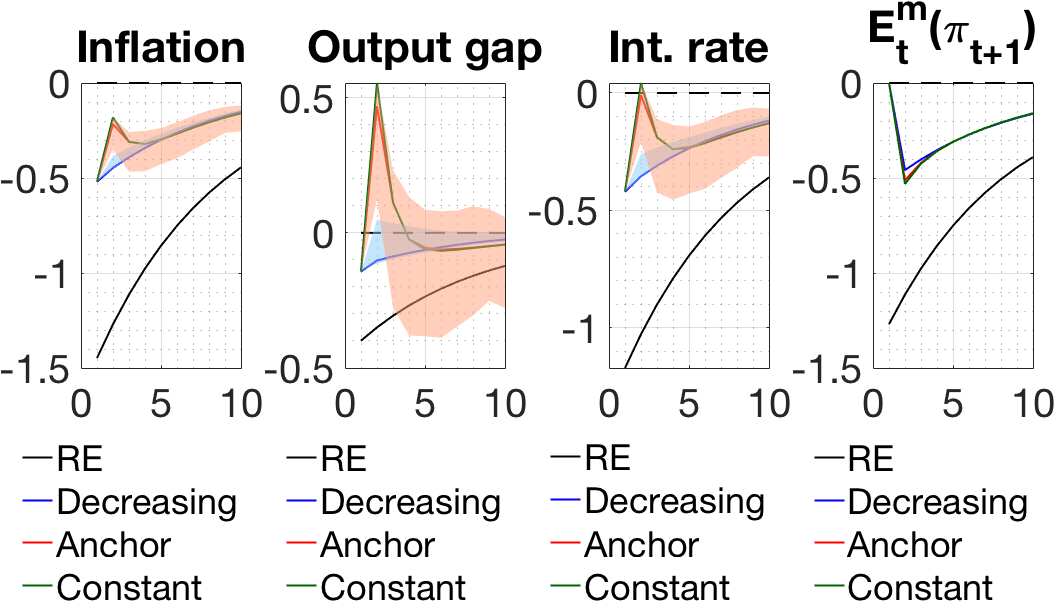 Inflation
0
-0.5
-1
-1.5
0 5 10
RE
Decreasing
Anchor
Constant
Output gap
0.5
0
-0.5
0 5 10
RE
Decreasing
Anchor
Constant
Int. rate
0
-0.5
-1
0 5 10
RE
Decreasing
Anchor
Constant
E_t^m(π_{t+1})
0
-0.5
-1
-1.5
0 5 10
RE
Decreasing
Anchor
Constant